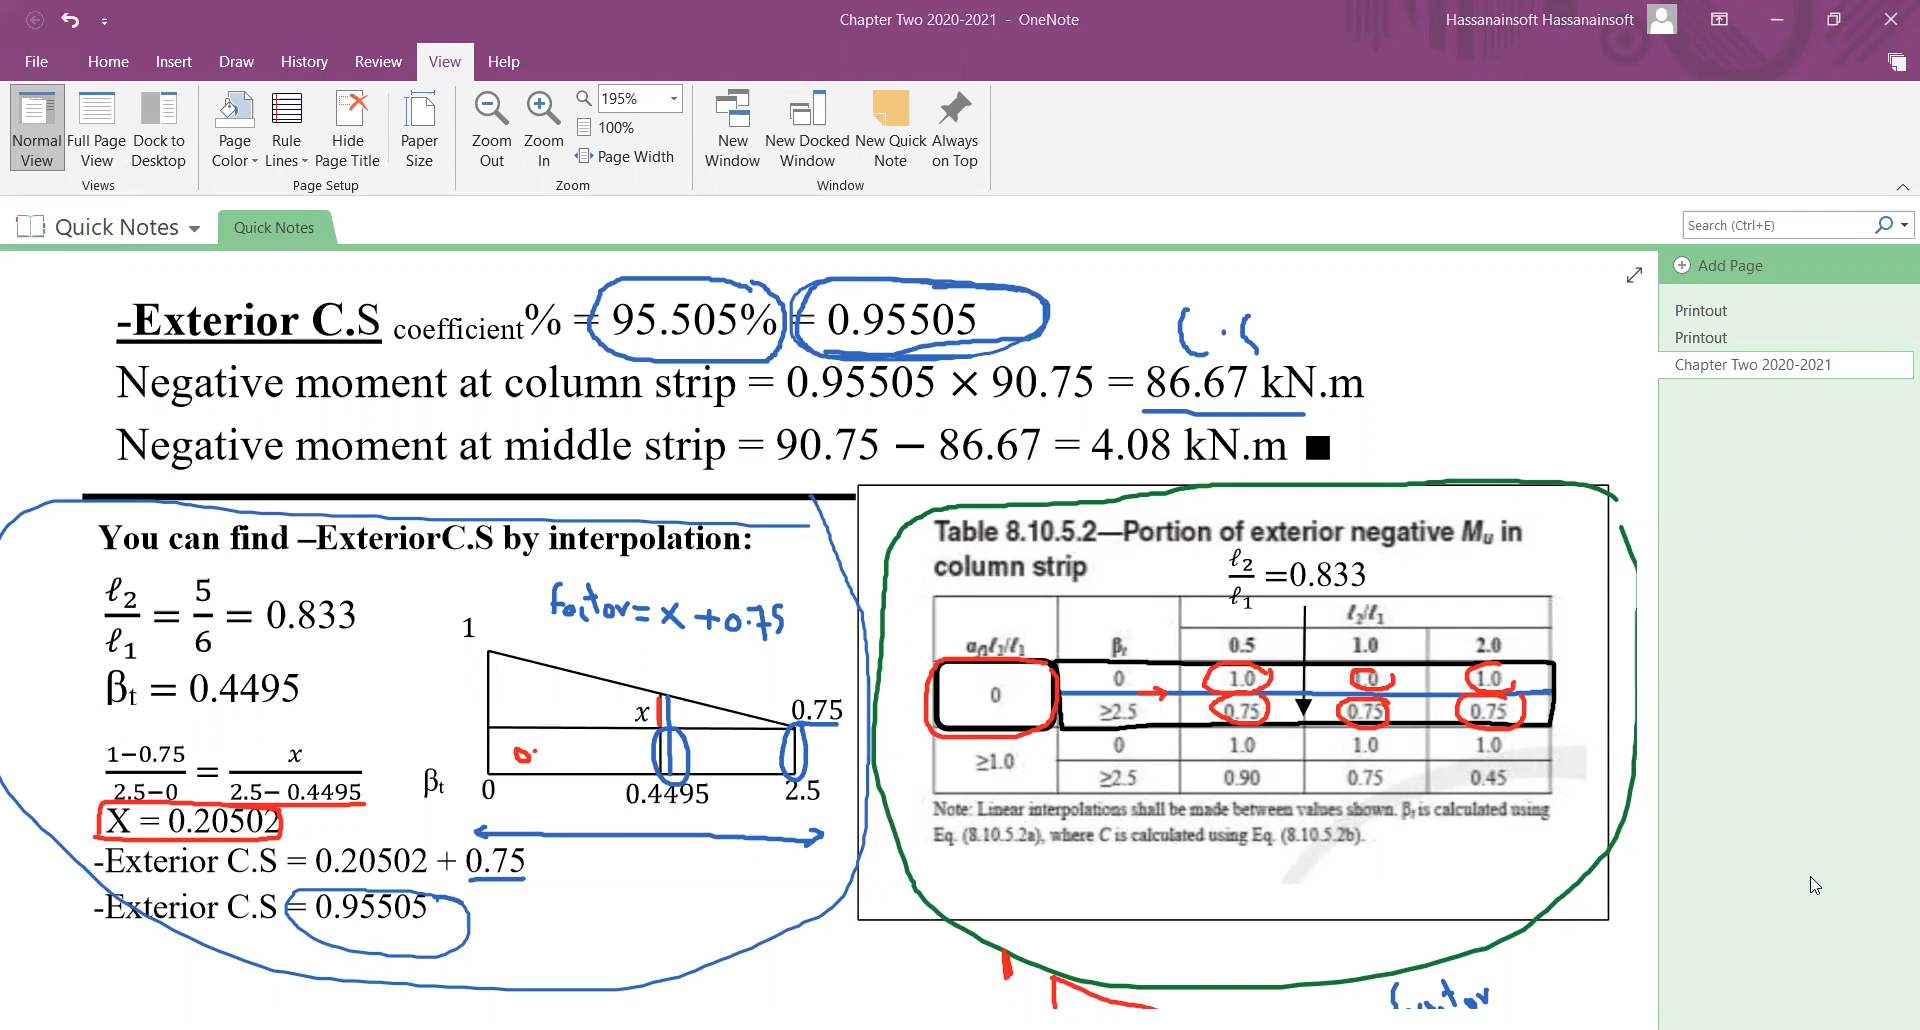 Chapter Two 2020-2021 - OneNote
Hassanainsoft Hassanainsoft
File Home Insert Draw History Review View Help
Normal View
Full Page View
Dock to Desktop
Views
Page Color
Rule Lines
Hide Page Title
Paper Size
Page Setup
Zoom Out
Zoom In
195%
100%
Page Width
Zoom
New Window
New Docked Window
New Quick Note
Always on Top
Window
Quick Notes
Quick Notes
Search (Ctrl+E)
Add Page
Printout
Printout
Chapter Two 2020-2021
-Exterior C.S coefficient% = 95.505% = 0.95505
Negative moment at column strip = 0.95505 × 90.75 = 86.67 kN.m
Negative moment at middle strip = 90.75 − 86.67 = 4.08 kN.m ■
You can find –ExteriorC.S by interpolation:
ℓ2/ℓ1 = 5/6 = 0.833
βt = 0.4495
1−0.75/2.5−0 = x/2.5− 0.4495
X = 0.20502
-Exterior C.S = 0.20502 + 0.75
-Exterior C.S = 0.95505
Factor = x + 0.75
1
x
0.75
0.
βt
0 0.4495 2.5
Table 8.10.5.2—Portion of exterior negative Mu in
column strip
ℓ2/ℓ1 =0.833
ℓ2/ℓ1
αf1ℓ2/ℓ1 βt 0.5 1.0 2.0
0 0 1.0 1.0 1.0
≥2.5 0.75 0.75 0.75
≥1.0 0 1.0 1.0 1.0
≥2.5 0.90 0.75 0.45
Note: Linear interpolations shall be made between values shown. βt is calculated using
Eq. (8.10.5.2a), where C is calculated using Eq. (8.10.5.2b).